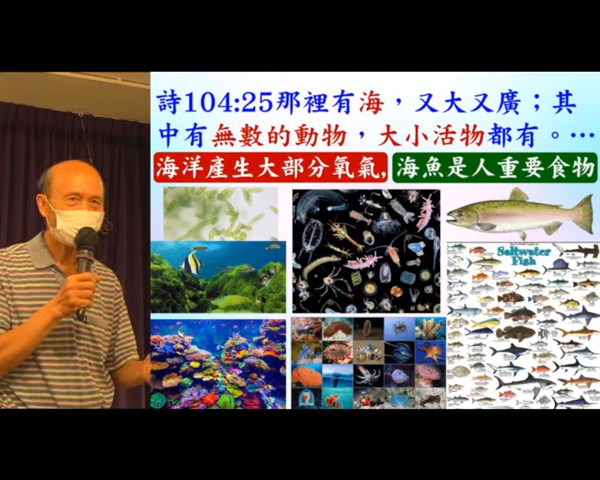 詩104:25那裡有海，又大又廣；其
中有無數的動物，大小活物都有。…
海洋產生大部分氧氣,
海魚是人重要食物
Saltwater
Fish